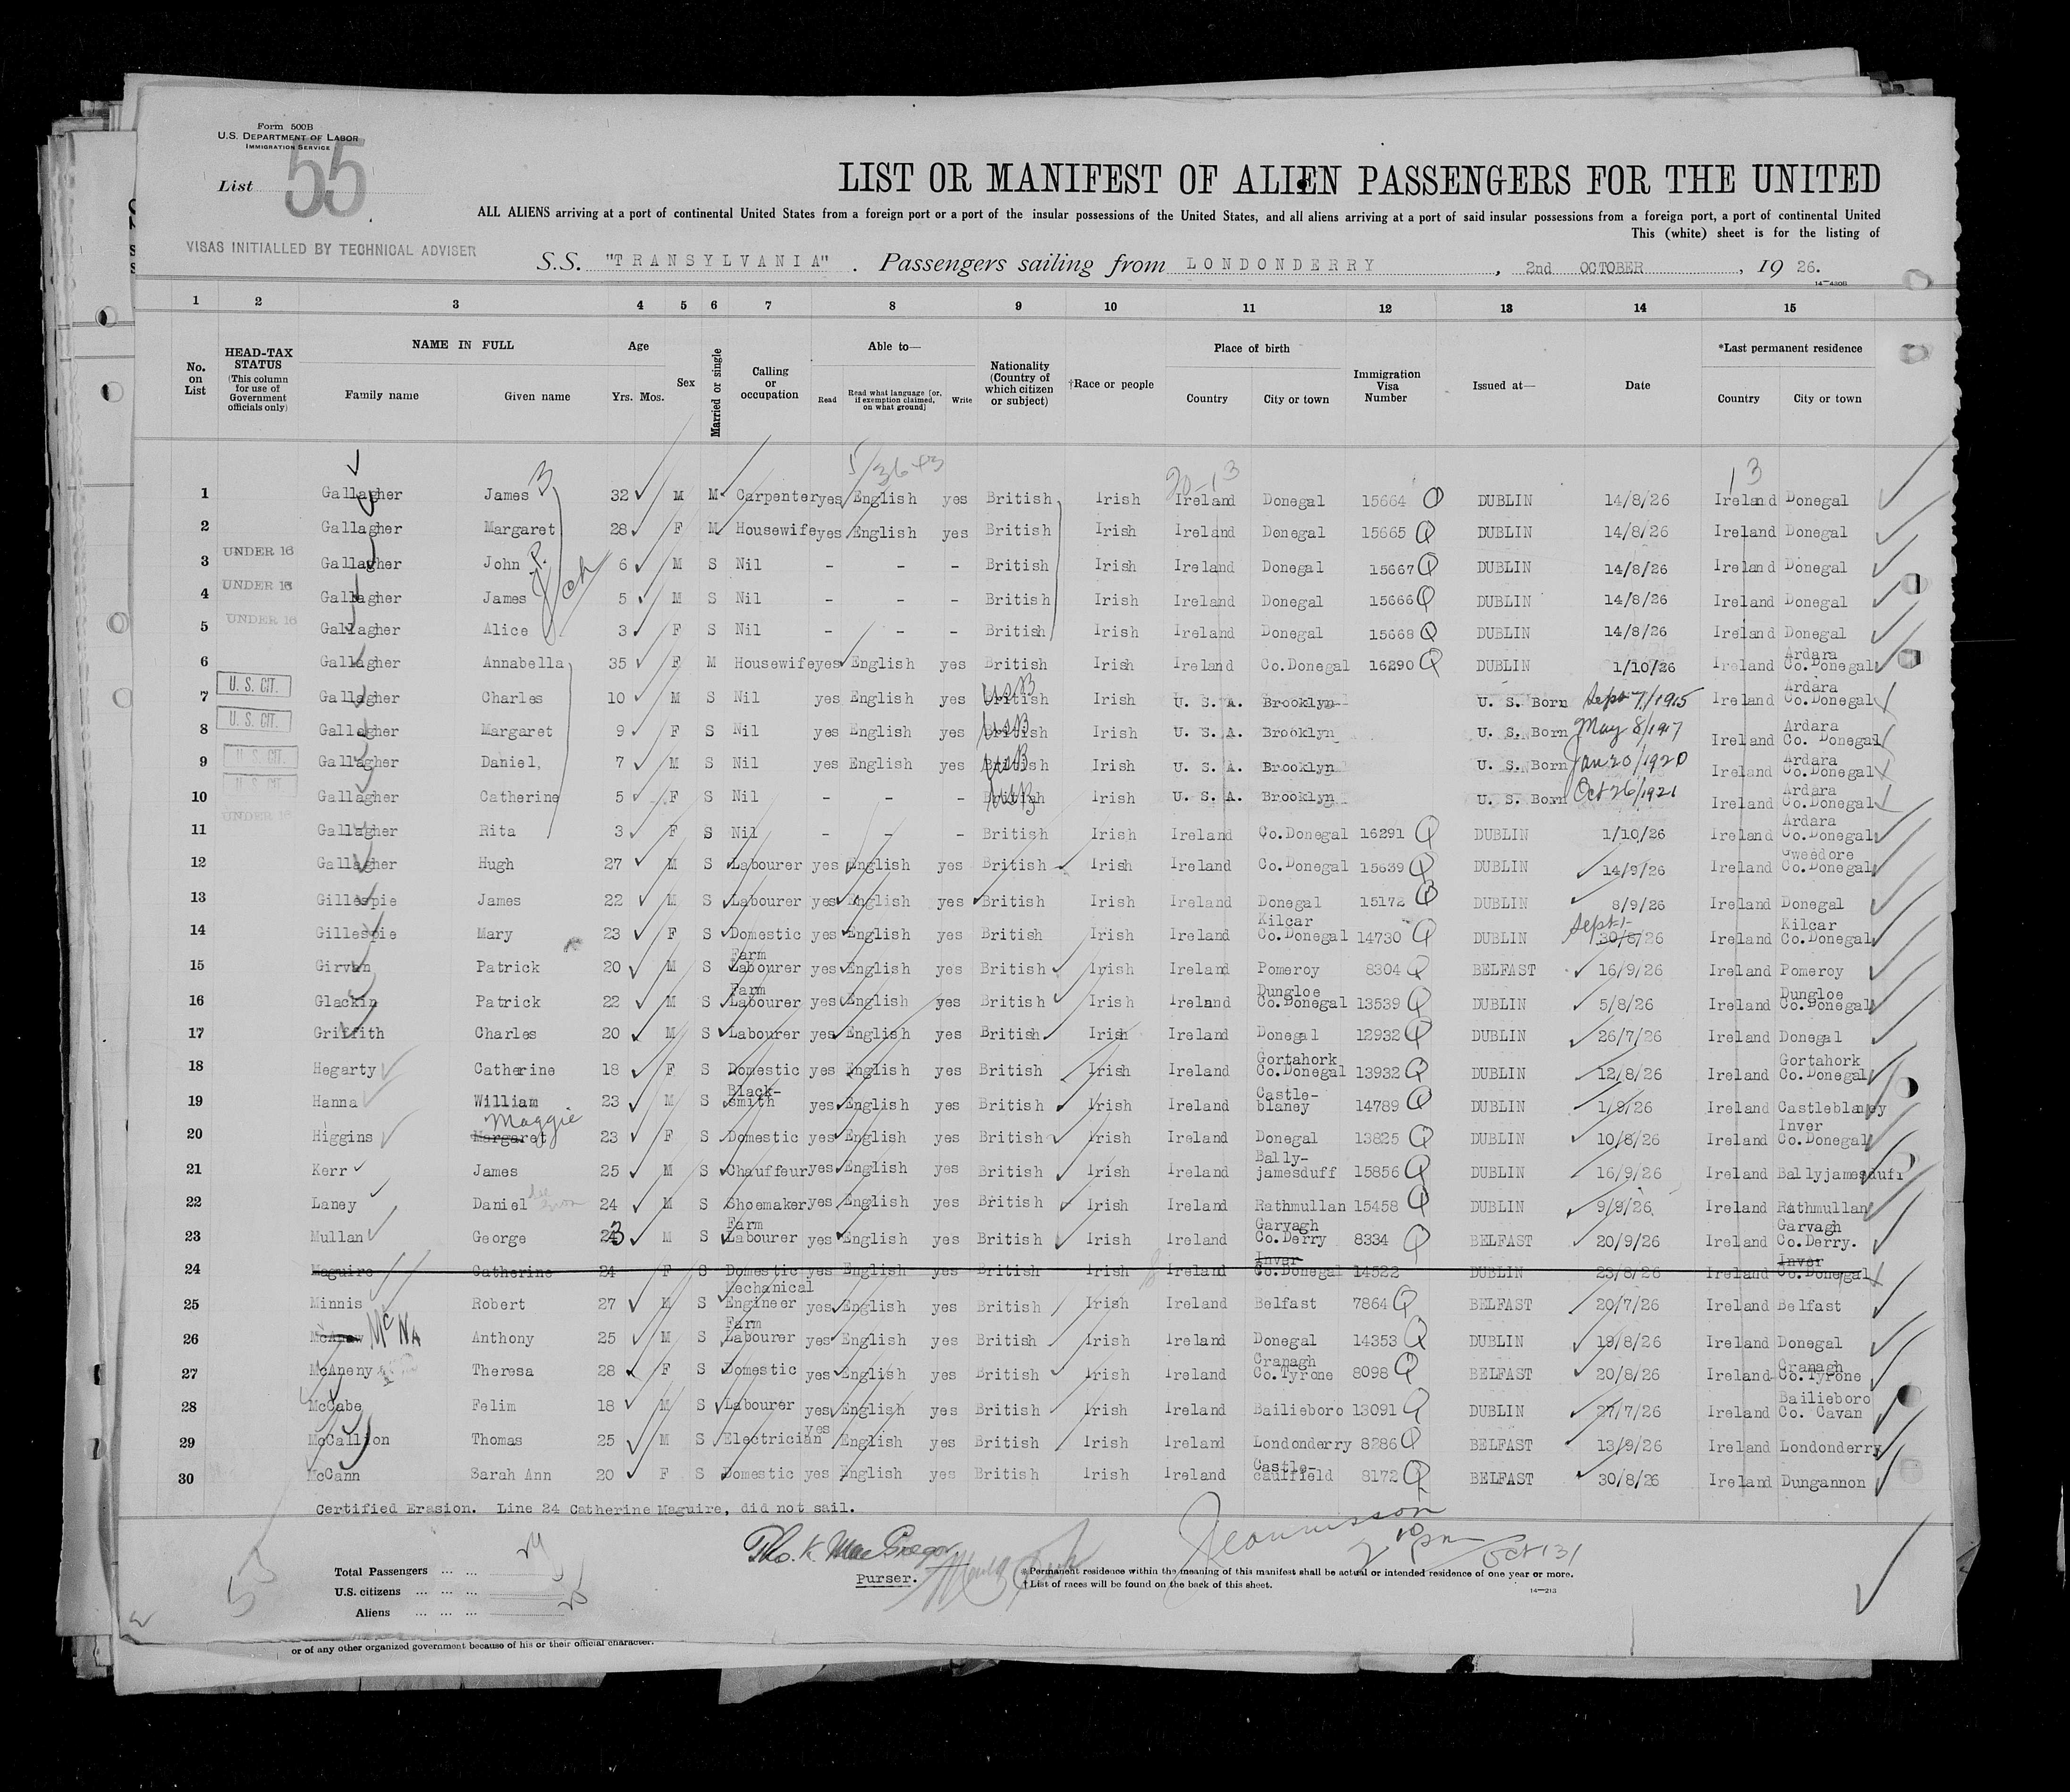 Form 500B
U.S. DEPARTMENT OF LABOR
IMMIGRATION SERVICE
List 55
LIST OR MANIFEST OF ALIEN PASSENGERS FOR THE UNITED
ALL ALIENS arriving at a port of continental United States from a foreign port or a port of the insular possessions of the United States, and all aliens arriving at a port of said insular possessions from a foreign port, a port of continental United
This (white) sheet is for the listing of
VISAS INITIALLED BY TECHNICAL ADVISER
S.S. "TRANSYLVANIA". Passengers sailing from LONDONDERRY, 2nd OCTOBER, 19 26.
14—430B
1 2 3 4 5 6 7 8 9 10 11 12 13 14 15
No. on List
HEAD-TAX STATUS (This column for use of Government officials only)
NAME IN FULL Family name Given name
Age Yrs. Mos.
Sex
Married or single
Calling or occupation
Able to— Read Read what language [or, if exemption claimed, on what ground] Write
Nationality (Country of which citizen or subject)
†Race or people
Place of birth Country City or town
Immigration Visa Number
Issued at—
Date
*Last permanent residence Country City or town
1 Gallagher James 32 M M Carpenter yes English yes British Irish Ireland Donegal 15664 DUBLIN 14/8/26 Ireland Donegal
2 Gallagher Margaret 28 F M Housewife yes English yes British Irish Ireland Donegal 15665 DUBLIN 14/8/26 Ireland Donegal
3 UNDER 16 Gallagher John P. 6 M S Nil - - - British Irish Ireland Donegal 15667 DUBLIN 14/8/26 Ireland Donegal
4 UNDER 16 Gallagher James 5 M S Nil - - - British Irish Ireland Donegal 15666 DUBLIN 14/8/26 Ireland Donegal
5 UNDER 16 Gallagher Alice 3 F S Nil - - - British Irish Ireland Donegal 15668 DUBLIN 14/8/26 Ireland Donegal
6 Gallagher Annabella 35 F M Housewife yes English yes British Irish Ireland Co.Donegal 16290 DUBLIN 1/10/26 Ireland Ardara Co.Donegal
7 U. S. CIT. Gallagher Charles 10 M S Nil yes English yes British USB Irish U. S. A. Brooklyn U. S. Born Sept 7/1915 Ireland Ardara Co.Donegal
8 U. S. CIT. Gallagher Margaret 9 F S Nil yes English yes British USB Irish U. S. A. Brooklyn U. S. Born May 8/1917 Ireland Ardara Co. Donegal
9 U. S. CIT. Gallagher Daniel, 7 M S Nil yes English yes British USB Irish U. S. A. Brooklyn U. S. Born Jan 20/1920 Ireland Ardara Co.Donegal
10 U. S. CIT. Gallagher Catherine 5 F S Nil - - - British USB Irish U. S. A. Brooklyn U. S. Born Oct 26/1921 Ireland Ardara Co.Donegal
11 UNDER 16 Gallagher Rita 3 F S Nil - - - British Irish Ireland Co.Donegal 16291 DUBLIN 1/10/26 Ireland Ardara Co.Donegal
12 Gallagher Hugh 27 M S Labourer yes English yes British Irish Ireland Co.Donegal 15639 DUBLIN 14/9/26 Ireland Gweedore Co.Donegal
13 Gillespie James 22 M S Labourer yes English yes British Irish Ireland Donegal 15172 DUBLIN 8/9/26 Ireland Donegal
14 Gillespie Mary 23 F S Domestic yes English yes British Irish Ireland Kilcar Co.Donegal 14730 DUBLIN Sept-1- 30/8/26 Ireland Kilcar Co.Donegal
15 Girvan Patrick 20 M S Farm Labourer yes English yes British Irish Ireland Pomeroy 8304 BELFAST 16/9/26 Ireland Pomeroy
16 Glackin Patrick 22 M S Farm Labourer yes English yes British Irish Ireland Dungloe Co.Donegal 13539 DUBLIN 5/8/26 Ireland Dungloe Co.Donegal
17 Griffith Charles 20 M S Labourer yes English yes British Irish Ireland Donegal 12932 DUBLIN 26/7/26 Ireland Donegal
18 Hegarty Catherine 18 F S Domestic yes English yes British Irish Ireland Gortahork Co.Donegal 13932 DUBLIN 12/8/26 Ireland Gortahork Co.Donegal
19 Hanna William 23 M S Black-smith yes English yes British Irish Ireland Castle-blaney 14789 DUBLIN 1/9/26 Ireland Castleblaney
20 Higgins Margaret Maggie 23 F S Domestic yes English yes British Irish Ireland Donegal 13825 DUBLIN 10/8/26 Ireland Inver Co.Donegal
21 Kerr James 25 M S Chauffeur yes English yes British Irish Ireland Bally-jamesduff 15856 DUBLIN 16/9/26 Ireland Ballyjamesduff
22 Laney Daniel 24 M S Shoemaker yes English yes British Irish Ireland Rathmullan 15458 DUBLIN 9/9/26 Ireland Rathmullan
23 Mullan George 23 M S Farm Labourer yes English yes British Irish Ireland Garvagh Co.Derry 8334 BELFAST 20/9/26 Ireland Garvagh Co.Derry.
24 Maguire Catherine 24 F S Domestic yes English yes British Irish Ireland Inver Co.Donegal 14522 DUBLIN 23/8/26 Ireland Inver Co.Donegal
25 Minnis Robert 27 M S Mechanical Engineer yes English yes British Irish Ireland Belfast 7864 BELFAST 20/7/26 Ireland Belfast
26 Anthony 25 M S Farm Labourer yes English yes British Irish Ireland Donegal 14353 DUBLIN 19/8/26 Ireland Donegal
27 McAneny Theresa 28 F S Domestic yes English yes British Irish Ireland Cranagh Co.Tyrone 8098 BELFAST 20/8/26 Ireland Cranagh Co.Tyrone
28 McCabe Felim 18 M S Labourer yes English yes British Irish Ireland Bailieboro 13091 DUBLIN 27/7/26 Ireland Bailieboro Co. Cavan
29 McCallion Thomas 25 M S Electrician yes English yes British Irish Ireland Londonderry 8286 BELFAST 13/9/26 Ireland Londonderry
30 McCann Sarah Ann 20 F S Domestic yes English yes British Irish Ireland Castle-caulfield 8172 BELFAST 30/8/26 Ireland Dungannon
Certified Erasion. Line 24 Catherine Maguire, did not sail.
Tho. K. MacGregor
Purser.
Total Passengers ... ...
U.S. citizens ... ... ...
Aliens ... ... ...
*Permanent residence within the meaning of this manifest shall be actual or intended residence of one year or more.
†List of races will be found on the back of this sheet.
14—213
or of any other organized government because of his or their official character.